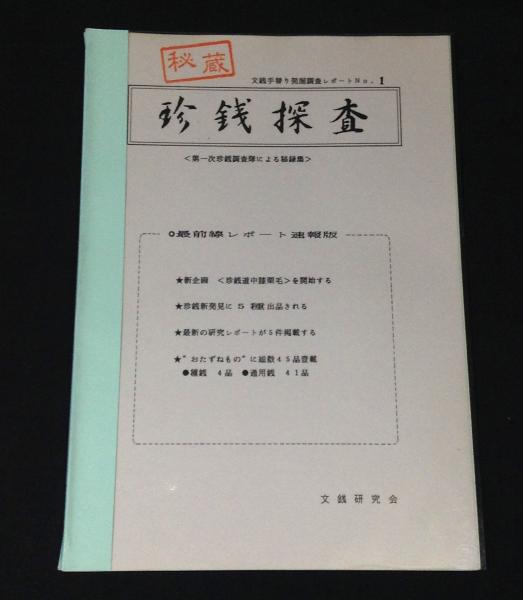 秘蔵
文銭手替り発掘調査レポートNo.1
珍銭探査
＜第一次珍銭調査隊による秘録集＞
○最前線レポート速報版
★新企画 ＜珍銭道中膝栗毛＞を開始する
★珍銭新発見に 5 種 出品される
★最新の研究レポートが5件掲載する
★"おたずねもの"に総数45品登載
●種銭 4品 ●通用銭 41品
文銭研究会